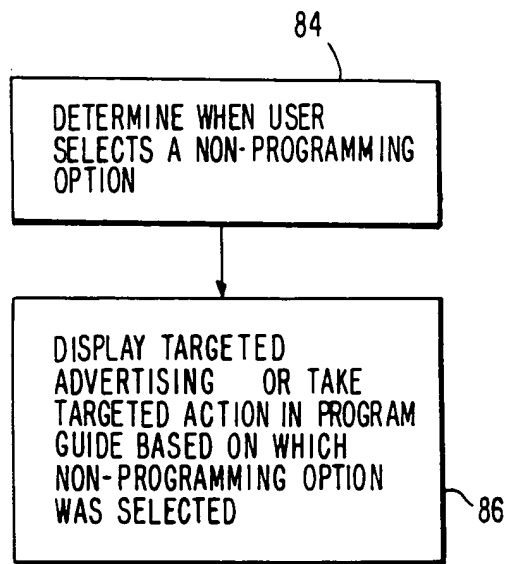 84
DETERMINE WHEN USER
SELECTS A NON-PROGRAMMING
OPTION
DISPLAY TARGETED
ADVERTISING OR TAKE
TARGETED ACTION IN PROGRAM
GUIDE BASED ON WHICH
NON-PROGRAMMING OPTION
WAS SELECTED
86